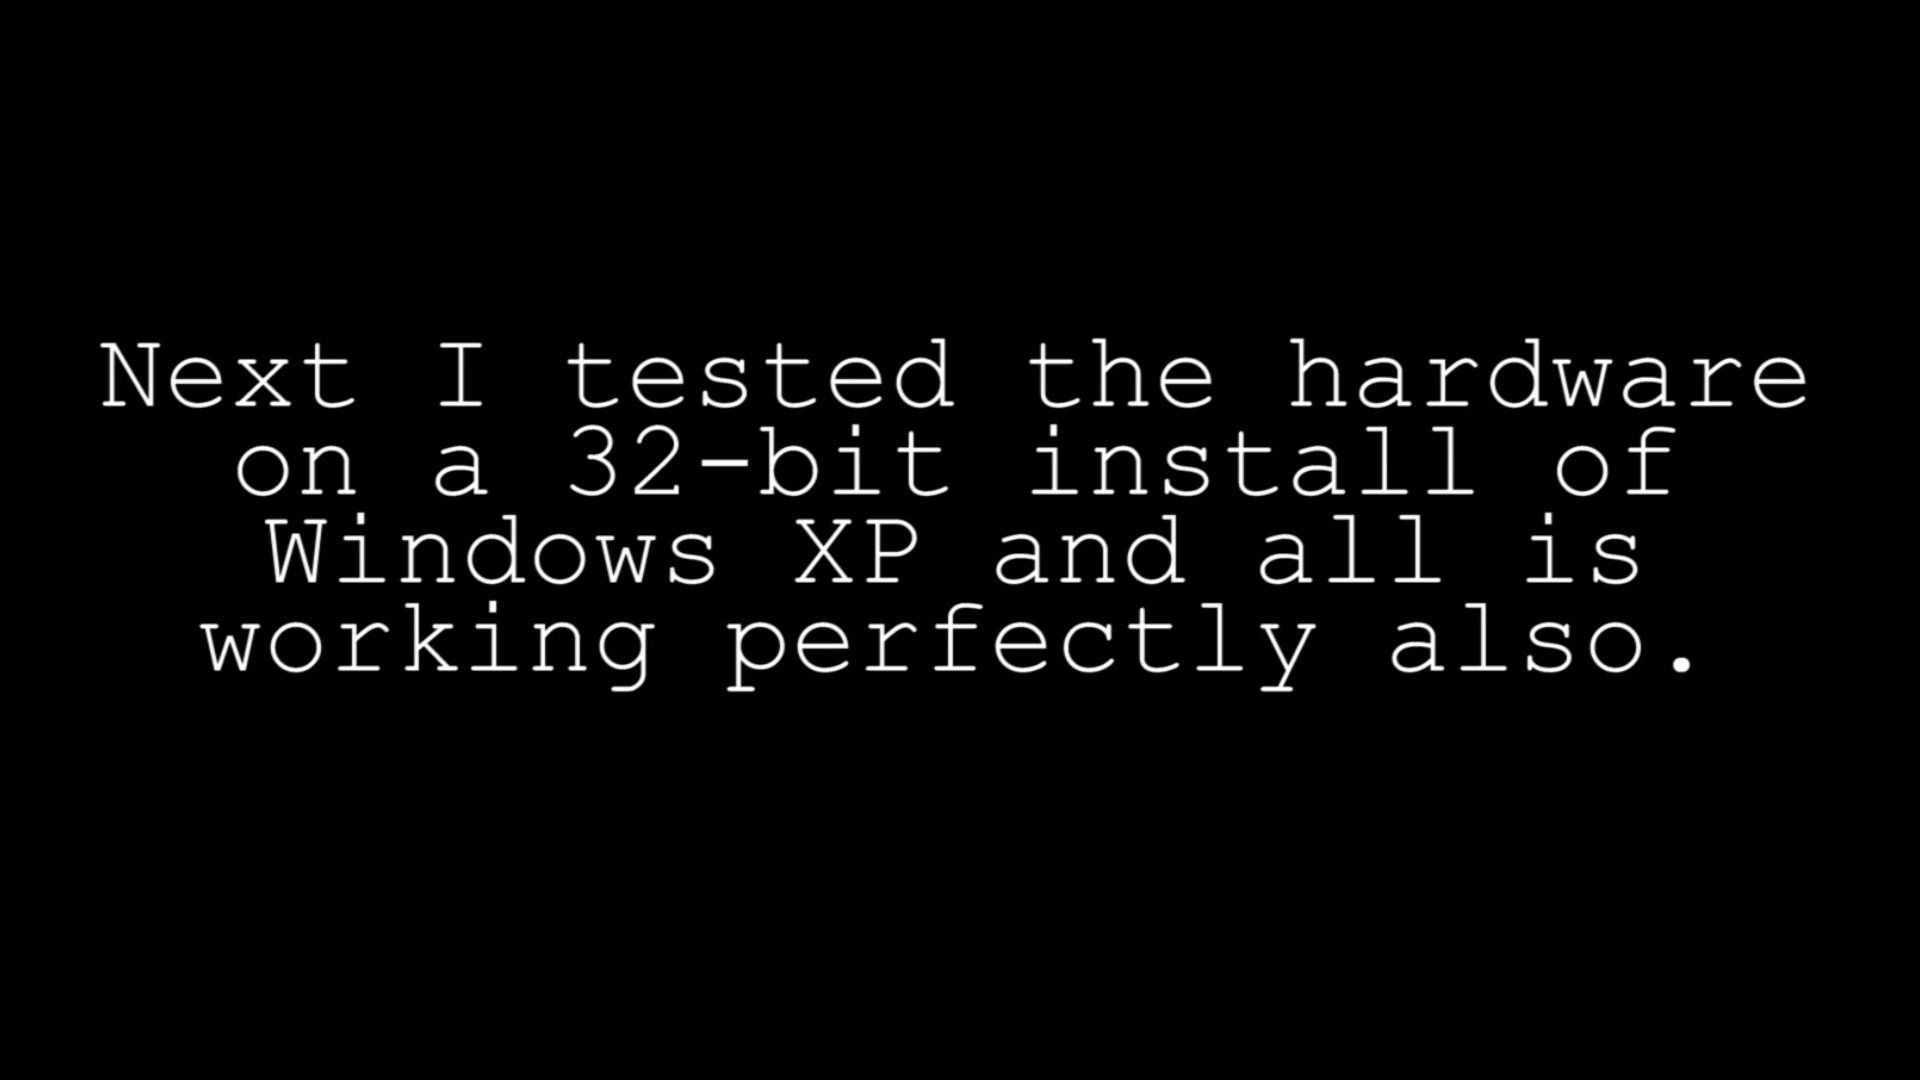 Next I tested the hardware
on a 32-bit install of
Windows XP and all is
working perfectly also.